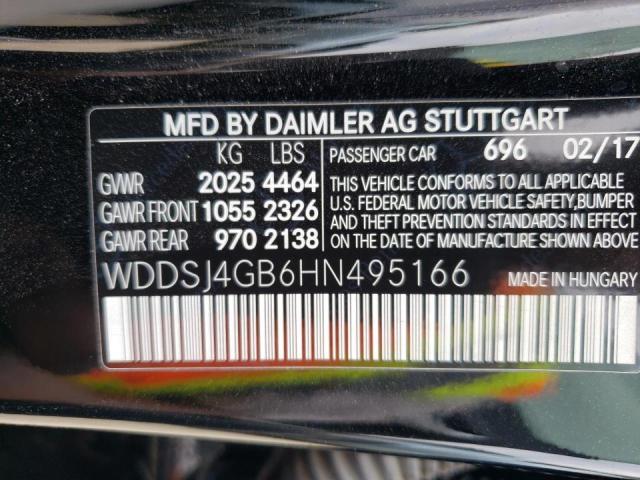 MFD BY DAIMLER AG STUTTGART
KG LBS PASSENGER CAR 696 02/17
GVWR 2025 4464
GAWR FRONT 1055 2326
GAWR REAR 970 2138
THIS VEHICLE CONFORMS TO ALL APPLICABLE
U.S. FEDERAL MOTOR VEHICLE SAFETY, BUMPER
AND THEFT PREVENTION STANDARDS IN EFFECT
ON THE DATE OF MANUFACTURE SHOWN ABOVE.
WDDSJ4GB6HN495166 MADE IN HUNGARY